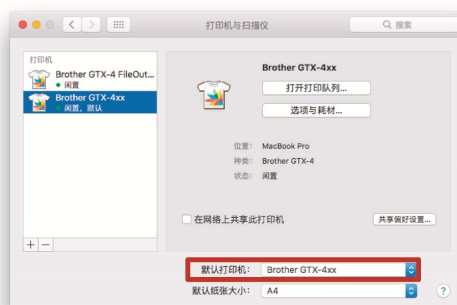 打印机与扫描仪
搜索
打印机
Brother GTX-4 FileOut...
闲置
Brother GTX-4xx
闲置，默认
Brother GTX-4xx
打开打印队列...
选项与耗材...
位置： MacBook Pro
种类： Brother GTX-4
状态： 闲置
在网络上共享此打印机
共享偏好设置...
+ −
默认打印机： Brother GTX-4xx
默认纸张大小： A4
?